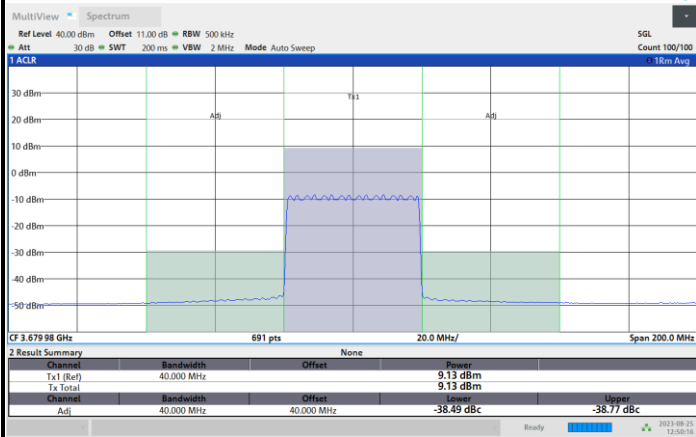 MultiView Spectrum
Ref Level 40.00 dBm Offset 11.00 dB RBW 500 kHz SGL
Att 30 dB SWT 200 ms VBW 2 MHz Mode Auto Sweep Count 100/100
1 ACLR 1Rm Avg
30 dBm
Tx1
20 dBm
Adj Adj
10 dBm
0 dBm
-10 dBm
-20 dBm
-30 dBm
-40 dBm
-50 dBm
CF 3.679 98 GHz 691 pts 20.0 MHz/ Span 200.0 MHz
2 Result Summary None
Channel Bandwidth Offset Power
Tx1 (Ref) 40.000 MHz 9.13 dBm
Tx Total 9.13 dBm
Channel Bandwidth Offset Lower Upper
Adj 40.000 MHz 40.000 MHz -38.49 dBc -38.77 dBc
Ready 2023-08-25
12:50:16